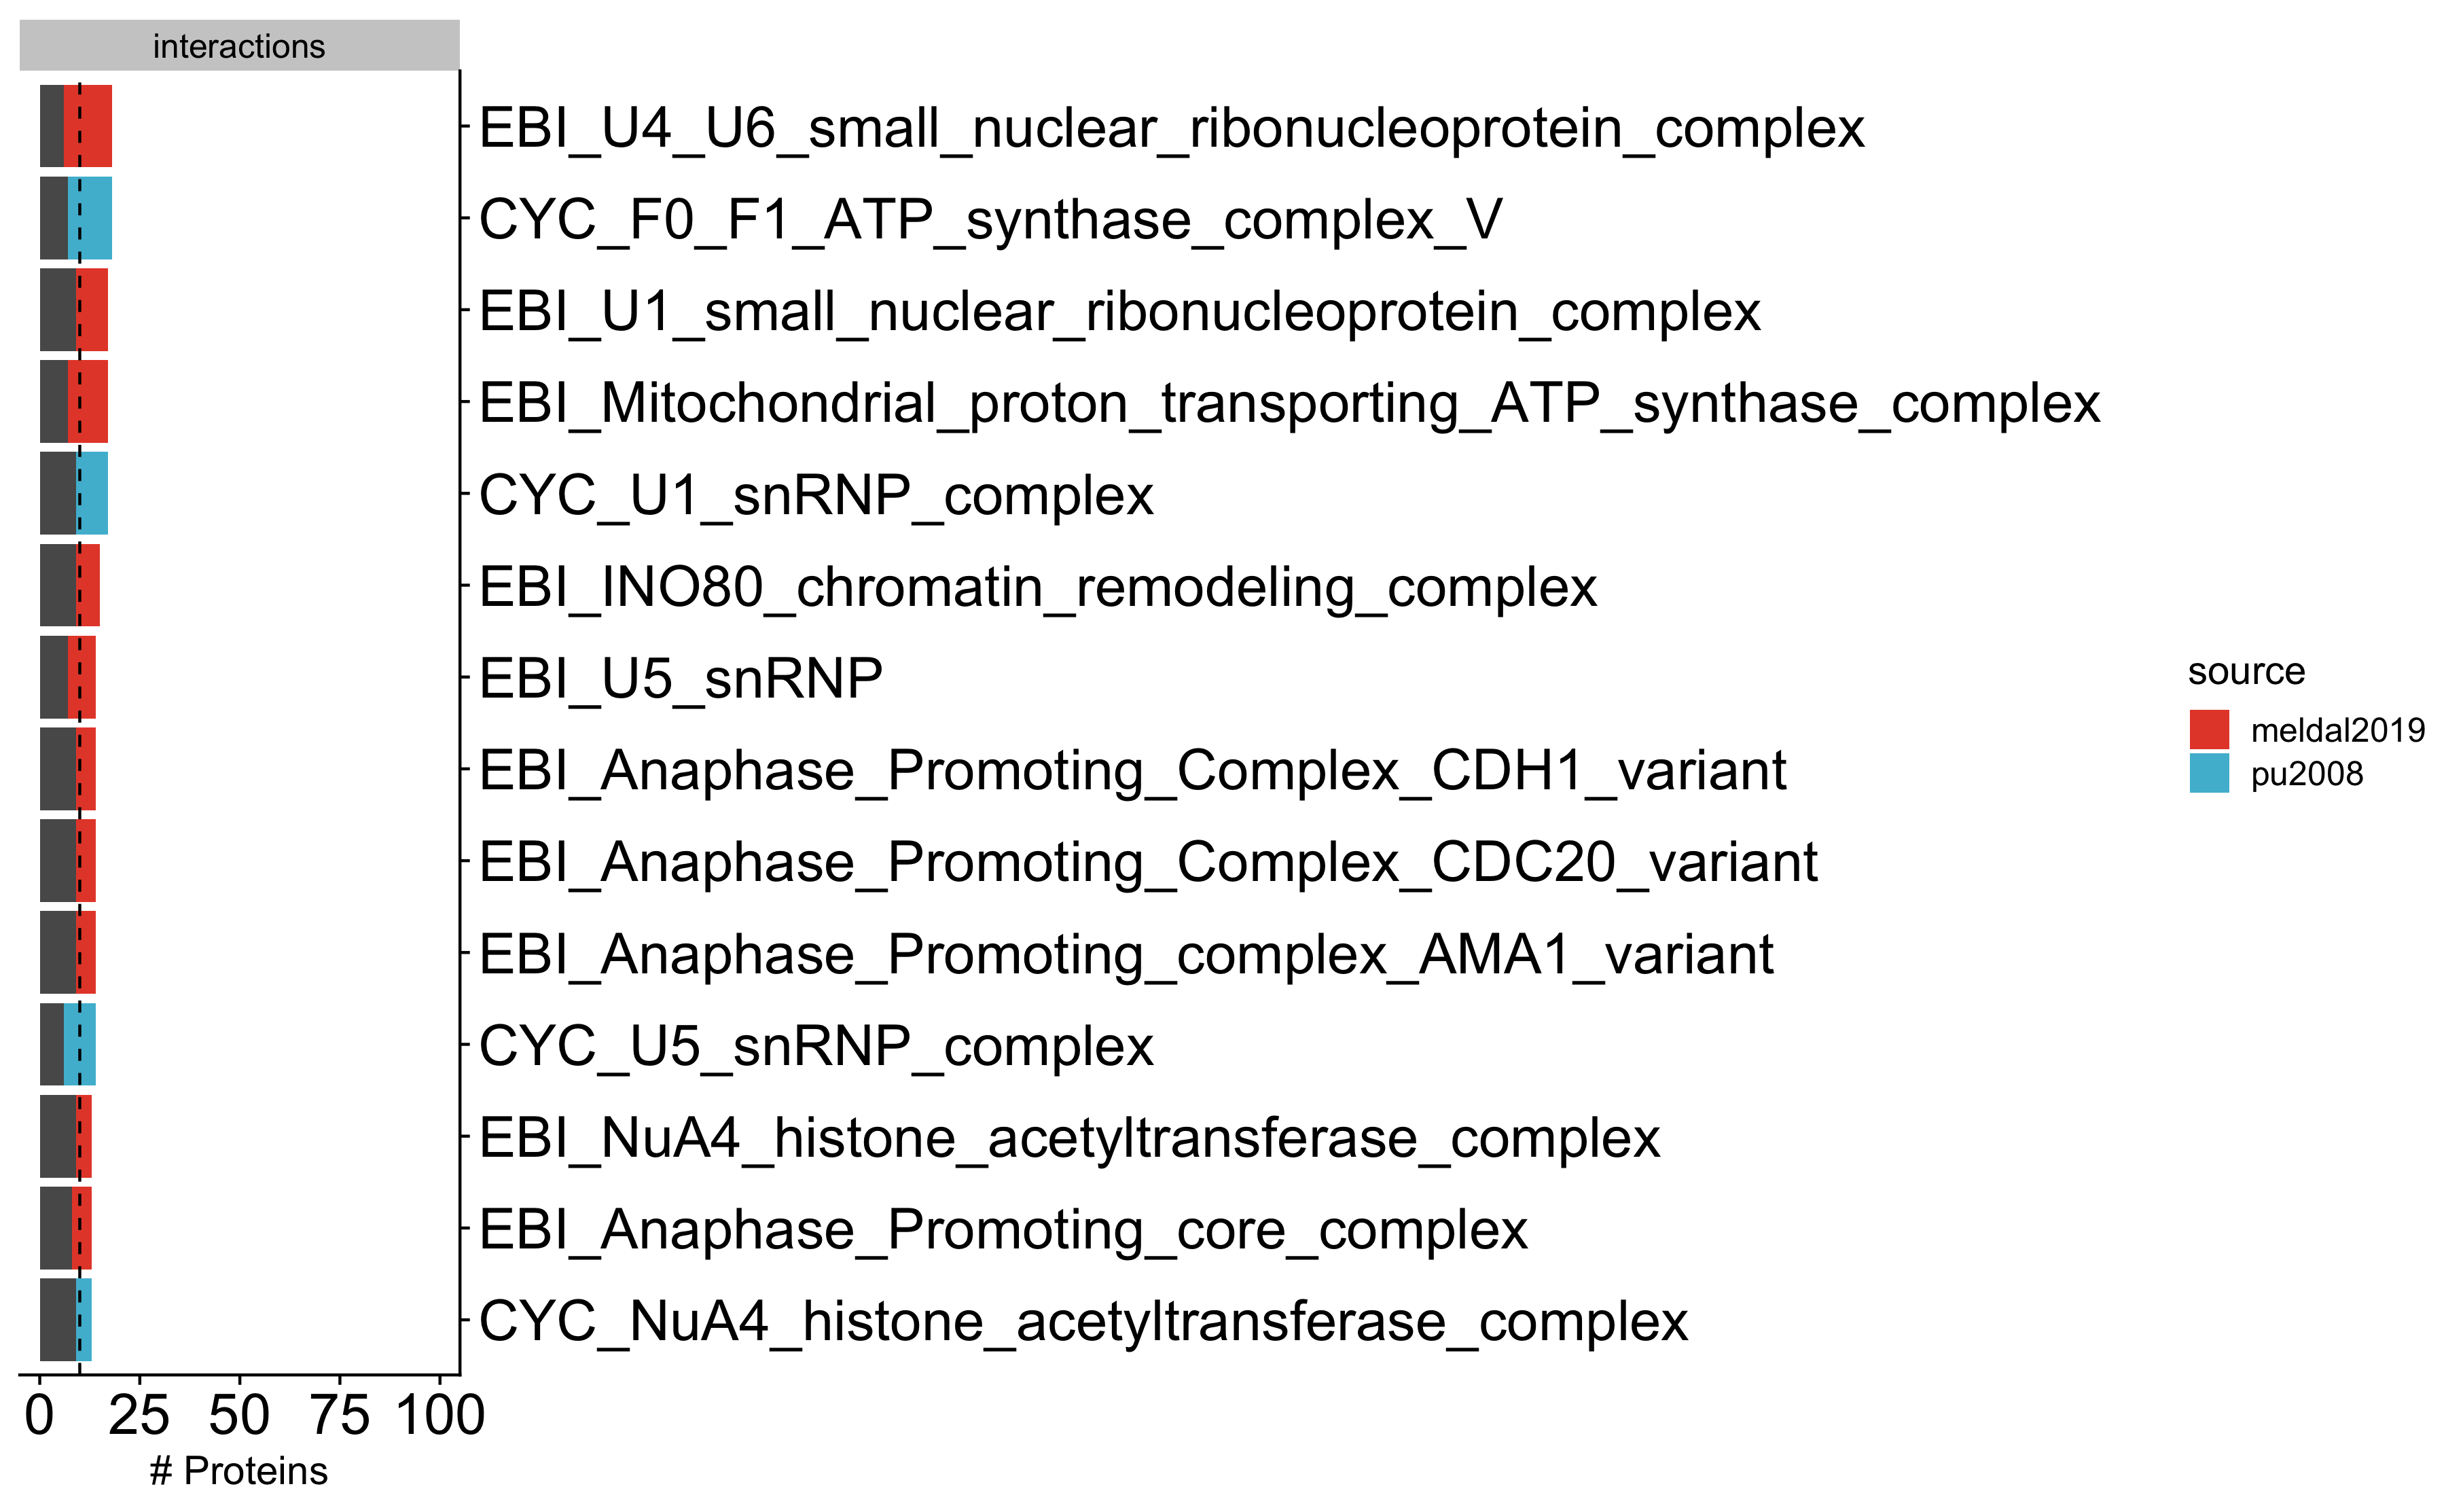 interactions
EBI_U4_U6_small_nuclear_ribonucleoprotein_complex
CYC_F0_F1_ATP_synthase_complex_V
EBI_U1_small_nuclear_ribonucleoprotein_complex
EBI_Mitochondrial_proton_transporting_ATP_synthase_complex
CYC_U1_snRNP_complex
EBI_INO80_chromatin_remodeling_complex
EBI_U5_snRNP
EBI_Anaphase_Promoting_Complex_CDH1_variant
EBI_Anaphase_Promoting_Complex_CDC20_variant
EBI_Anaphase_Promoting_complex_AMA1_variant
CYC_U5_snRNP_complex
EBI_NuA4_histone_acetyltransferase_complex
EBI_Anaphase_Promoting_core_complex
CYC_NuA4_histone_acetyltransferase_complex
0 25 50 75 100
# Proteins
source
meldal2019
pu2008